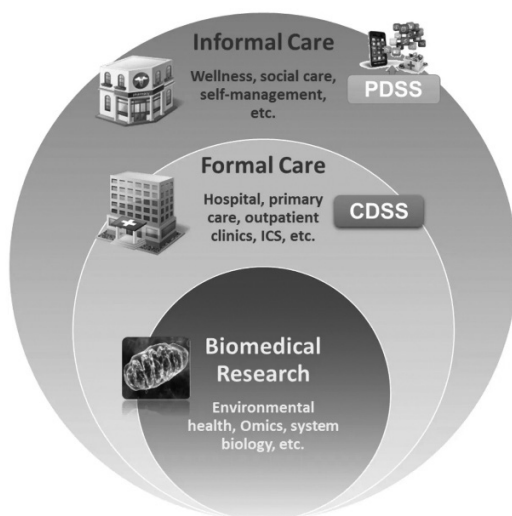 Informal Care
Wellness, social care,
self-management,
etc.
PDSS
Formal Care
Hospital, primary
care, outpatient
clinics, ICS, etc.
CDSS
Biomedical
Research
Environmental
health, Omics, system
biology, etc.